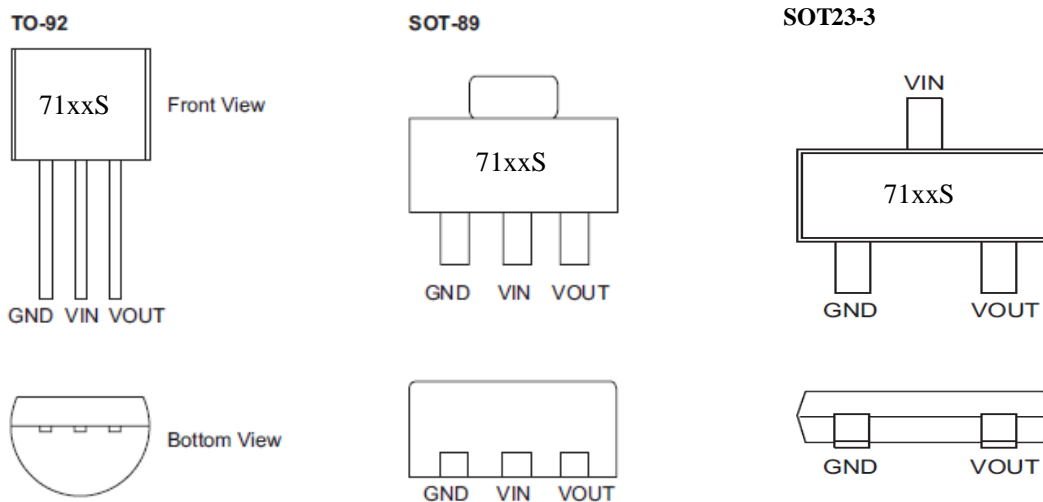 TO-92
SOT-89
SOT23-3
71xxS
Front View
71xxS
VIN
71xxS
GND VIN VOUT
GND VIN VOUT
GND VOUT
Bottom View
GND VIN VOUT
GND VOUT